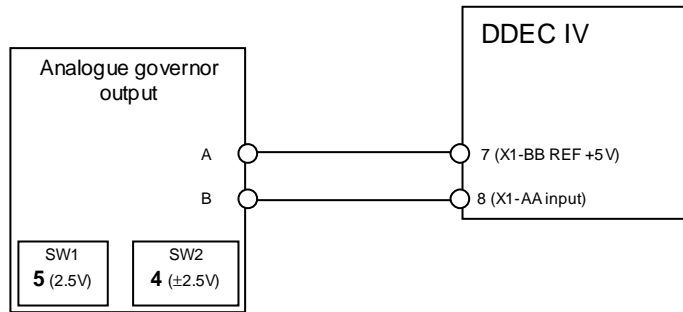 DDEC IV
Analogue governor
output
A
7 (X1-BB REF +5V)
B
8 (X1-AA input)
SW1
5 (2.5V)
SW2
4 (±2.5V)